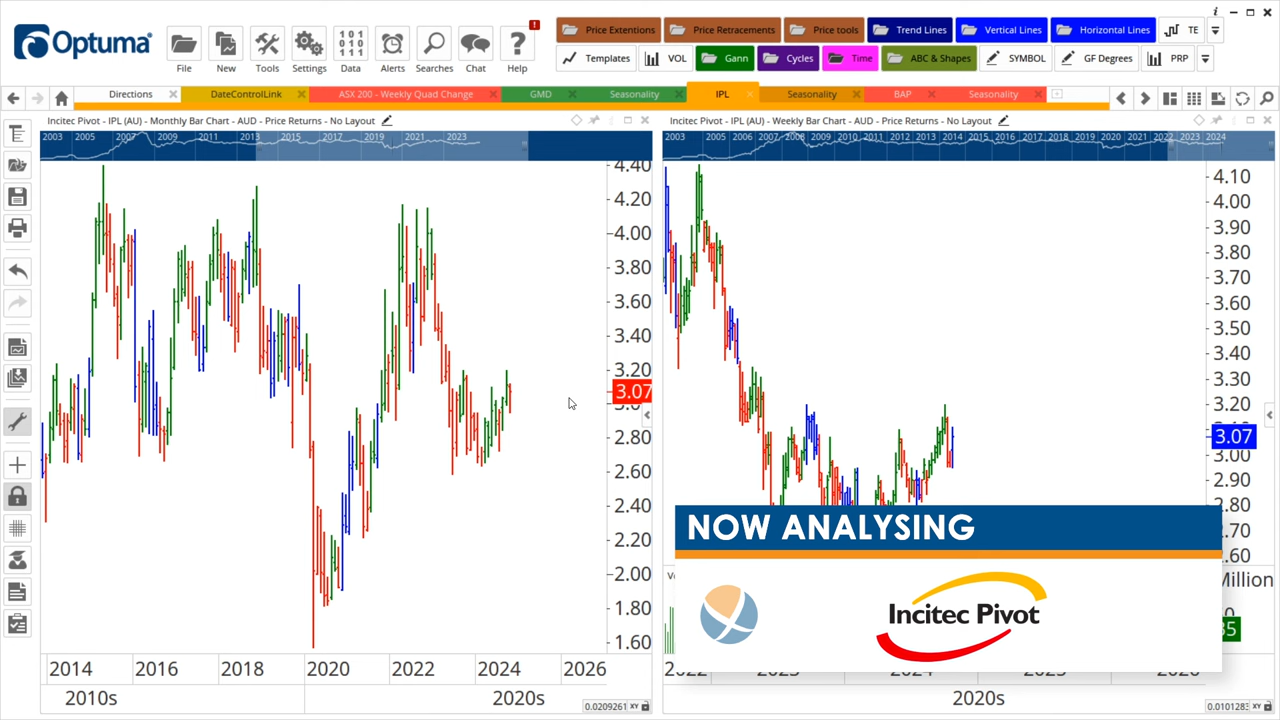 Optuma
File
New
Tools
Settings
Data
Alerts
Searches
Chat
Help
Price Extentions
Price Retracements
Price tools
Trend Lines
Vertical Lines
Horizontal Lines
TE
Templates
VOL
Gann
Cycles
Time
ABC & Shapes
SYMBOL
GF Degrees
PRP
Directions
DateControlLink
ASX 200 - Weekly Quad Change
GMD
Seasonality
IPL
Seasonality
BAP
Seasonality
Incitec Pivot - IPL (AU) - Monthly Bar Chart - AUD - Price Returns - No Layout
2003 2005 2007 2009 2011 2013 2015 2017 2019 2021 2023
4.40
4.20
4.00
3.80
3.60
3.40
3.20
3.07
2.80
2.60
2.40
2.20
2.00
1.80
1.60
2014 2016 2018 2020 2022 2024 2026
2010s 2020s
0.0209261 XY
Incitec Pivot - IPL (AU) - Weekly Bar Chart - AUD - Price Returns - No Layout
2003 2005 2006 2007 2008 2009 2010 2011 2012 2013 2014 2015 2016 2017 2018 2019 2020 2021 2022 2023 2024
4.10
4.00
3.90
3.80
3.70
3.60
3.50
3.40
3.30
3.20
3.07
3.00
2.90
2.80
NOW ANALYSING
Incitec Pivot
Million
2020s
0.0101283 XY